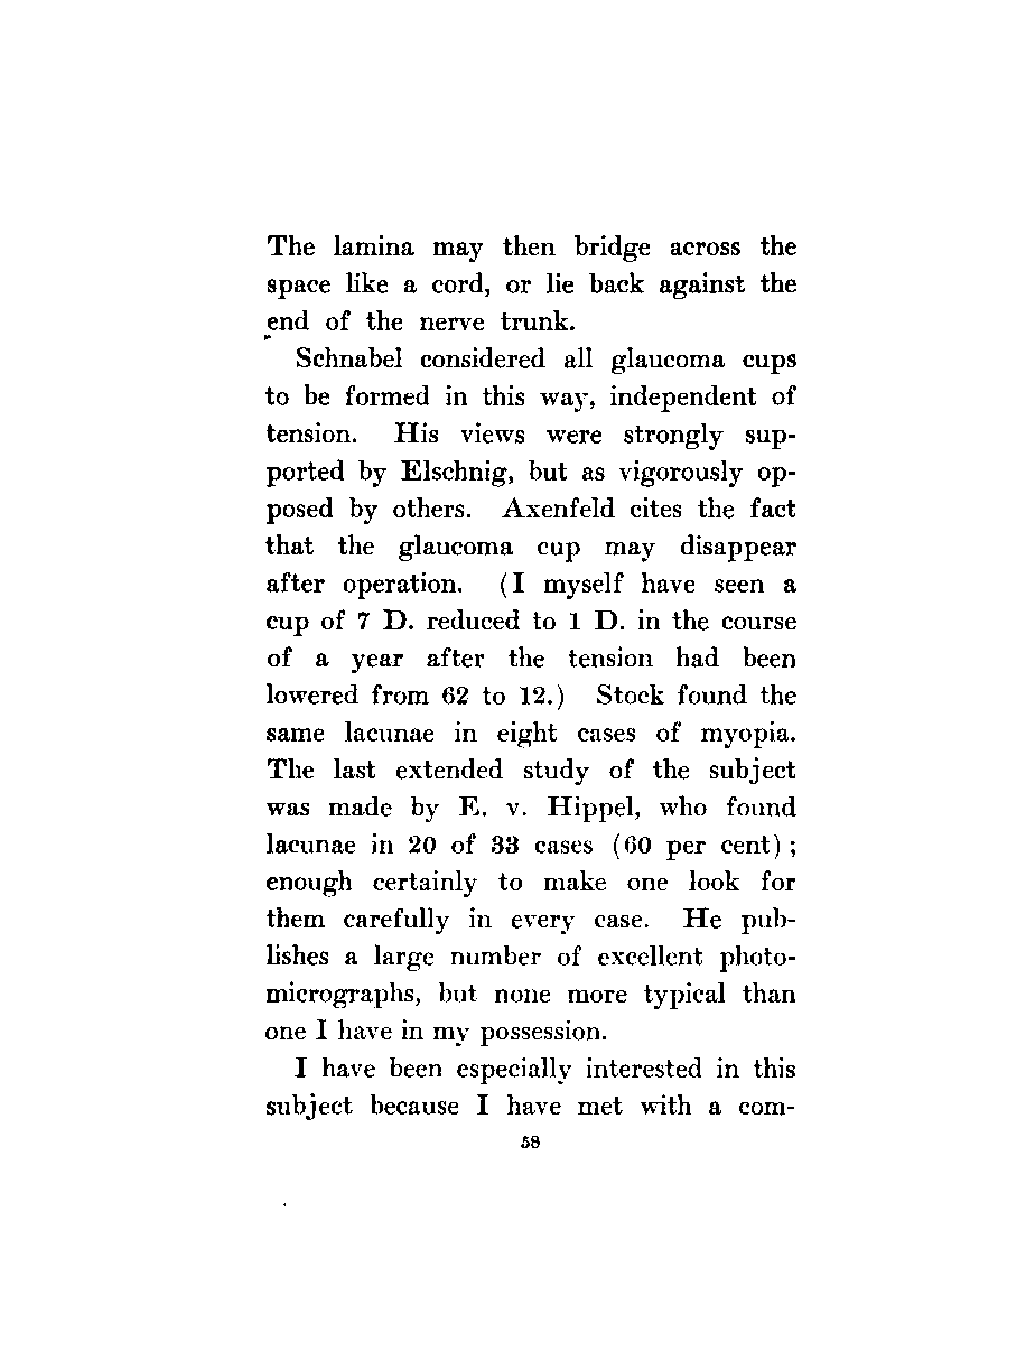 The lamina may then bridge across the
space like a cord, or lie back against the
end of the nerve trunk.
Schnabel considered all glaucoma cups
to be formed in this way, independent of
tension. His views were strongly sup-
ported by Elschnig, but as vigorously op-
posed by others. Axenfeld cites the fact
that the glaucoma cup may disappear
after operation. (I myself have seen a
cup of 7 D. reduced to 1 D. in the course
of a year after the tension had been
lowered from 62 to 12.) Stock found the
same lacunae in eight cases of myopia.
The last extended study of the subject
was made by E. v. Hippel, who found
lacunae in 20 of 33 cases (60 per cent);
enough certainly to make one look for
them carefully in every case. He pub-
lishes a large number of excellent photo-
micrographs, but none more typical than
one I have in my possession.
I have been especially interested in this
subject because I have met with a com-
58